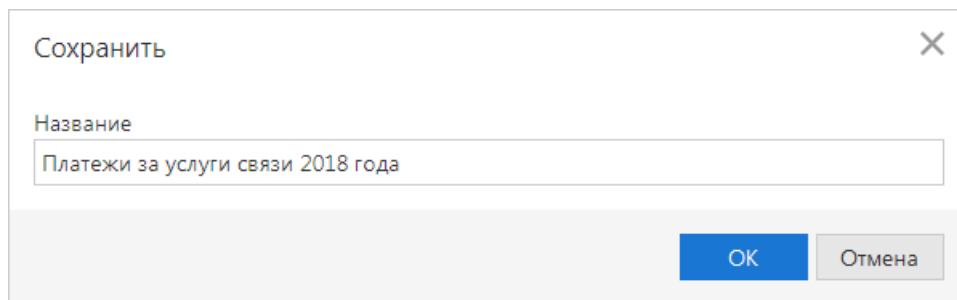 Сохранить
Название
Платежи за услуги связи 2018 года
ОК
Отмена